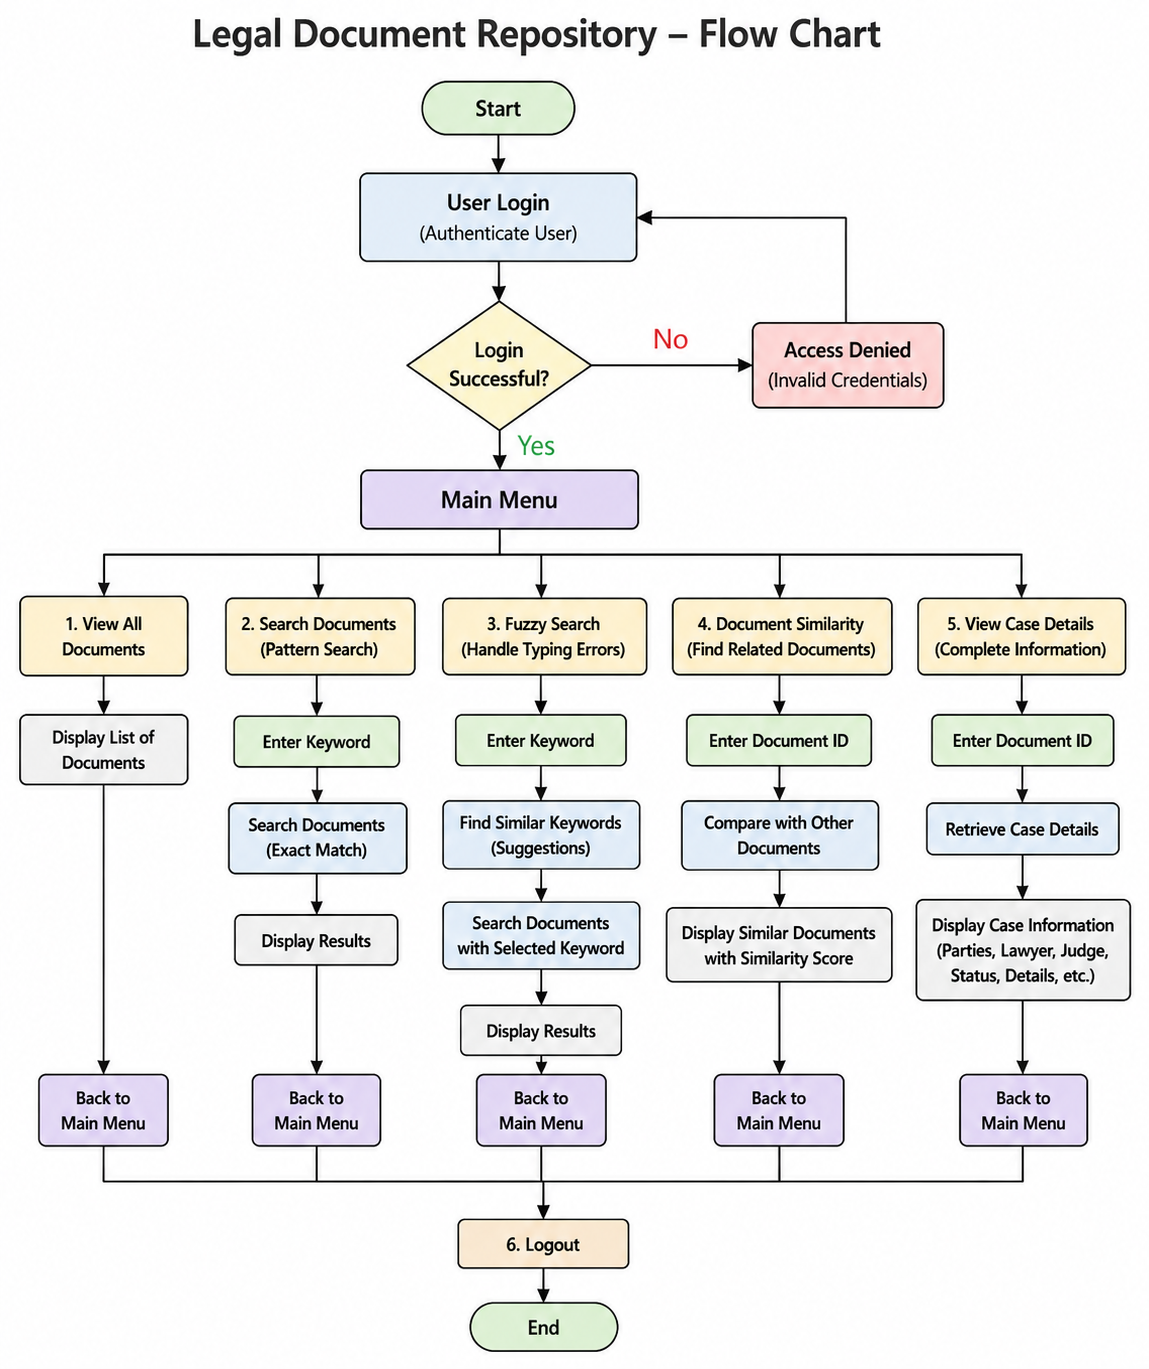 Legal Document Repository – Flow Chart
Start
User Login
(Authenticate User)
Login
Successful?
No
Access Denied
(Invalid Credentials)
Yes
Main Menu
1. View All
Documents
Display List of
Documents
Back to
Main Menu
2. Search Documents
(Pattern Search)
Enter Keyword
Search Documents
(Exact Match)
Display Results
Back to
Main Menu
3. Fuzzy Search
(Handle Typing Errors)
Enter Keyword
Find Similar Keywords
(Suggestions)
Search Documents
with Selected Keyword
Display Results
Back to
Main Menu
4. Document Similarity
(Find Related Documents)
Enter Document ID
Compare with Other
Documents
Display Similar Documents
with Similarity Score
Back to
Main Menu
5. View Case Details
(Complete Information)
Enter Document ID
Retrieve Case Details
Display Case Information
(Parties, Lawyer, Judge,
Status, Details, etc.)
Back to
Main Menu
6. Logout
End